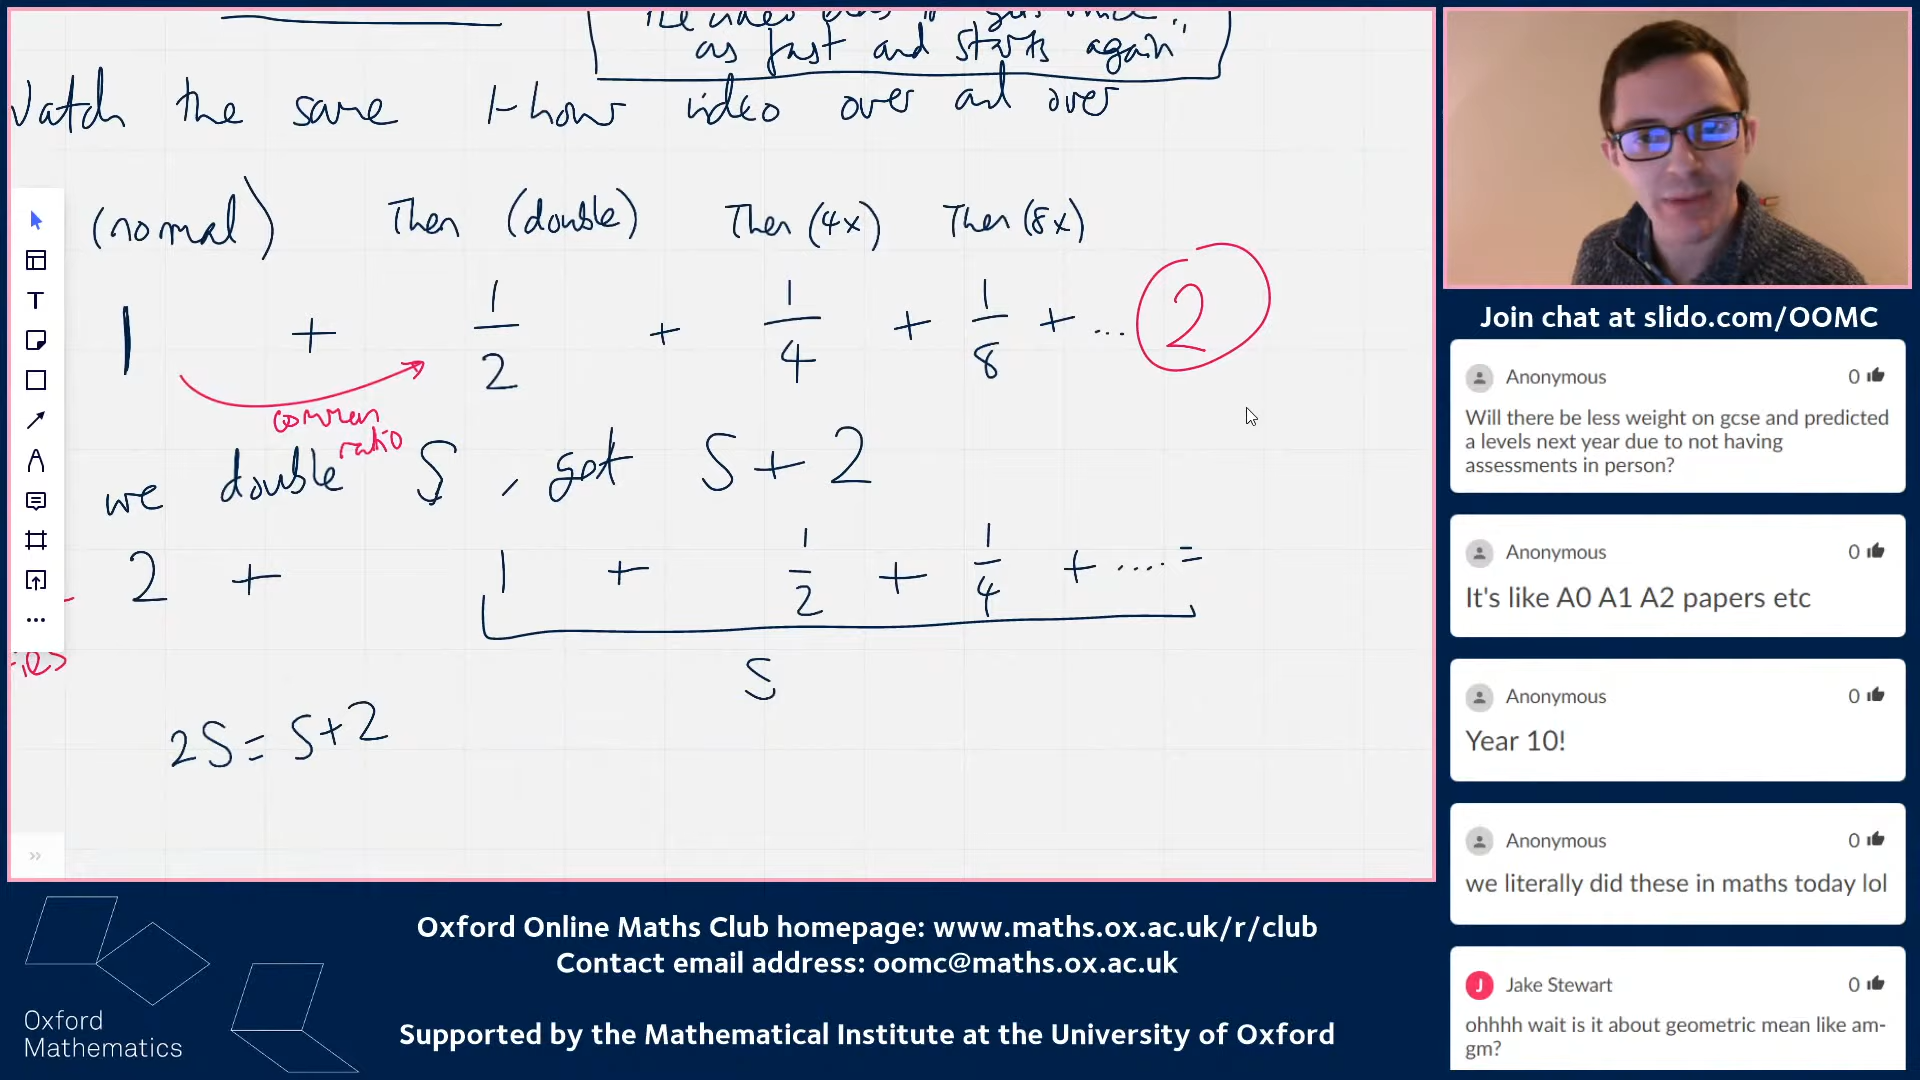 as fast and starts again"
Watch the same 1-hour video over and over
(normal) Then (double) Then (4x) Then (8x)
1 + 1/2 + 1/4 + 1/8 + ... 2
common
ratio
we double S, get S+2
2 + 1 + 1/2 + 1/4 + .... =
S
2S = S+2
T
A
...
»
Join chat at slido.com/OOMC
Anonymous 0
Will there be less weight on gcse and predicted
a levels next year due to not having
assessments in person?
Anonymous 0
It's like A0 A1 A2 papers etc
Anonymous 0
Year 10!
Anonymous 0
we literally did these in maths today lol
J Jake Stewart 0
ohhhh wait is it about geometric mean like am-
gm?
Oxford
Mathematics
Oxford Online Maths Club homepage: www.maths.ox.ac.uk/r/club
Contact email address: oomc@maths.ox.ac.uk
Supported by the Mathematical Institute at the University of Oxford